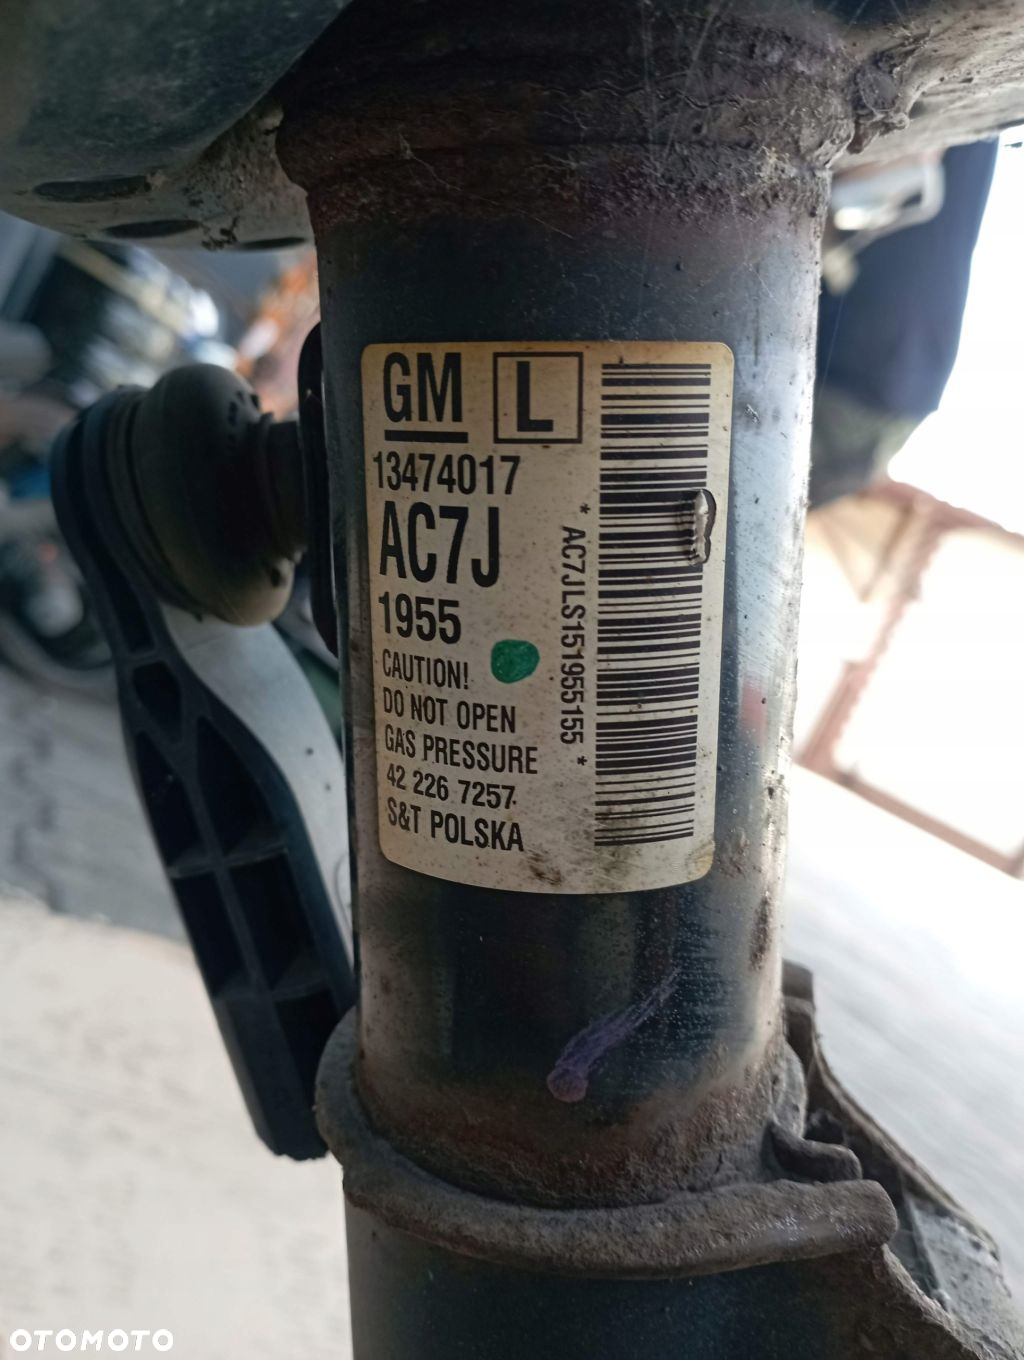 GM L
13474017
AC7J
1955
CAUTION!
DO NOT OPEN
GAS PRESSURE
42 226 7257
S&T POLSKA
*AC7JLS151955155*
OTOMOTO